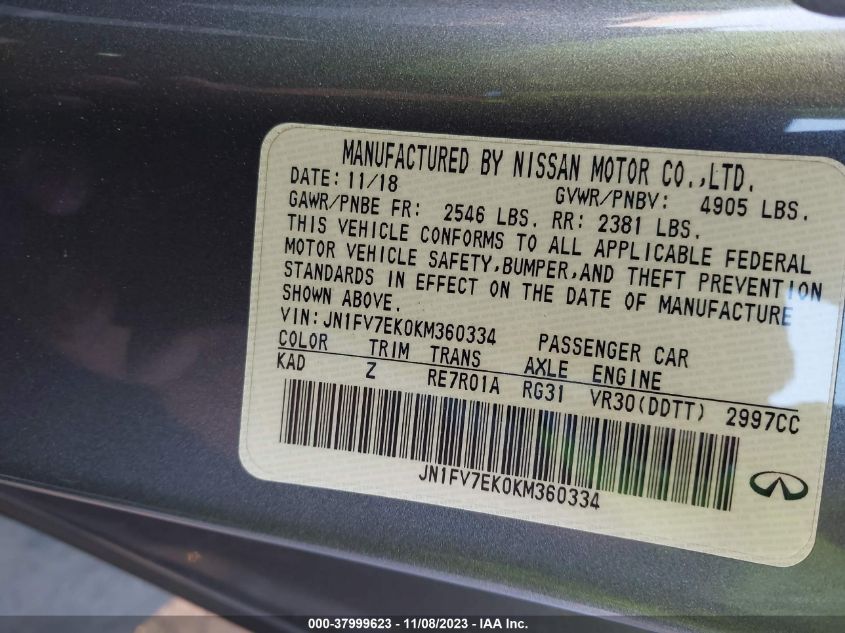 MANUFACTURED BY NISSAN MOTOR CO.,LTD.
DATE: 11/18 GVWR/PNBV: 4905 LBS.
GAWR/PNBE FR: 2546 LBS. RR: 2381 LBS.
THIS VEHICLE CONFORMS TO ALL APPLICABLE FEDERAL
MOTOR VEHICLE SAFETY,BUMPER,AND THEFT PREVENTION
STANDARDS IN EFFECT ON THE DATE OF MANUFACTURE
SHOWN ABOVE.
VIN:JN1FV7EK0KM360334 PASSENGER CAR
COLOR TRIM TRANS AXLE ENGINE
KAD Z RE7R01A RG31 VR30(DDTT) 2997CC
JN1FV7EK0KM360334
000-37999623 - 11/08/2023 - IAA Inc.